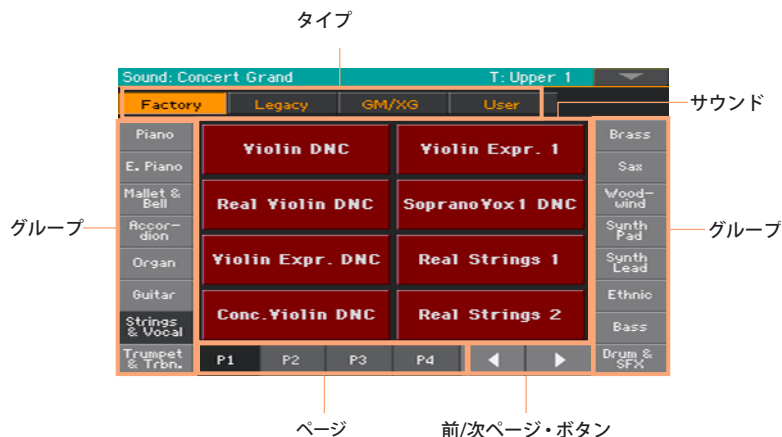 タイプ
Sound: Concert Grand T: Upper 1
Factory Legacy GM/XG User
サウンド
グループ
グループ
Piano
E. Piano
Mallet &
Bell
Accor-
dion
Organ
Guitar
Strings
& Vocal
Trumpet
& Trbn.
Violin DNC Violin Expr. 1
Real Violin DNC SopranoVox1 DNC
Violin Expr. DNC Real Strings 1
Conc.Violin DNC Real Strings 2
Brass
Sax
Wood-
wind
Synth
Pad
Synth
Lead
Ethnic
Bass
Drum &
SFX
P1 P2 P3 P4
ページ
前/次ページ・ボタン